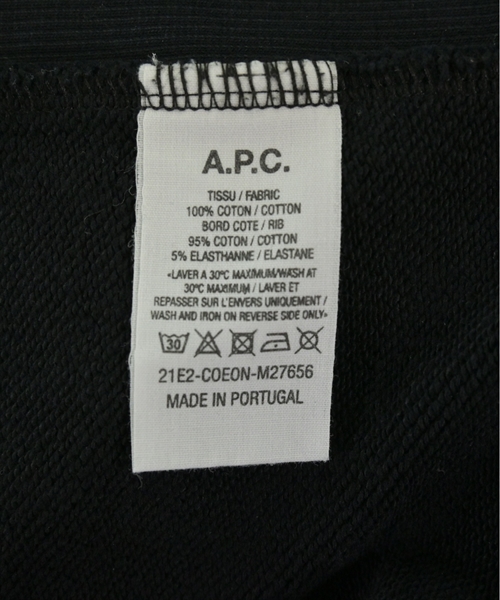 A.P.C.
TISSU / FABRIC
100% COTON / COTTON
BORD COTE / RIB
95% COTON / COTTON
5% ELASTHANNE / ELASTANE
•LAVER A 30°C MAXIMUM/WASH AT
30°C MAXIMUM / LAVER ET
REPASSER SUR L'ENVERS UNIQUEMENT /
WASH AND IRON ON REVERSE SIDE ONLY•
30
21E2-COEON-M27656
MADE IN PORTUGAL